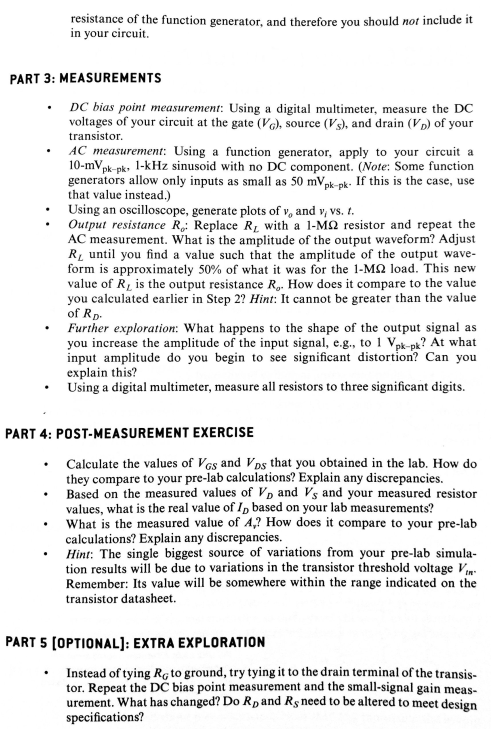 resistance of the function generator, and therefore you should not include it
in your circuit.
PART 3: MEASUREMENTS
• DC bias point measurement: Using a digital multimeter, measure the DC
voltages of your circuit at the gate (V_G), source (V_S), and drain (V_D) of your
transistor.
• AC measurement: Using a function generator, apply to your circuit a
10-mV_pk–pk, 1-kHz sinusoid with no DC component. (Note: Some function
generators allow only inputs as small as 50 mV_pk–pk. If this is the case, use
that value instead.)
• Using an oscilloscope, generate plots of v_o and v_i vs. t.
• Output resistance R_o: Replace R_L with a 1-MΩ resistor and repeat the
AC measurement. What is the amplitude of the output waveform? Adjust
R_L until you find a value such that the amplitude of the output wave-
form is approximately 50% of what it was for the 1-MΩ load. This new
value of R_L is the output resistance R_o. How does it compare to the value
you calculated earlier in Step 2? Hint: It cannot be greater than the value
of R_D.
• Further exploration: What happens to the shape of the output signal as
you increase the amplitude of the input signal, e.g., to 1 V_pk–pk? At what
input amplitude do you begin to see significant distortion? Can you
explain this?
• Using a digital multimeter, measure all resistors to three significant digits.
PART 4: POST-MEASUREMENT EXERCISE
• Calculate the values of V_GS and V_DS that you obtained in the lab. How do
they compare to your pre-lab calculations? Explain any discrepancies.
• Based on the measured values of V_D and V_S and your measured resistor
values, what is the real value of I_D based on your lab measurements?
• What is the measured value of A_v? How does it compare to your pre-lab
calculations? Explain any discrepancies.
• Hint: The single biggest source of variations from your pre-lab simula-
tion results will be due to variations in the transistor threshold voltage V_tn.
Remember: Its value will be somewhere within the range indicated on the
transistor datasheet.
PART 5 [OPTIONAL]: EXTRA EXPLORATION
• Instead of tying R_G to ground, try tying it to the drain terminal of the transis-
tor. Repeat the DC bias point measurement and the small-signal gain meas-
urement. What has changed? Do R_D and R_S need to be altered to meet design
specifications?